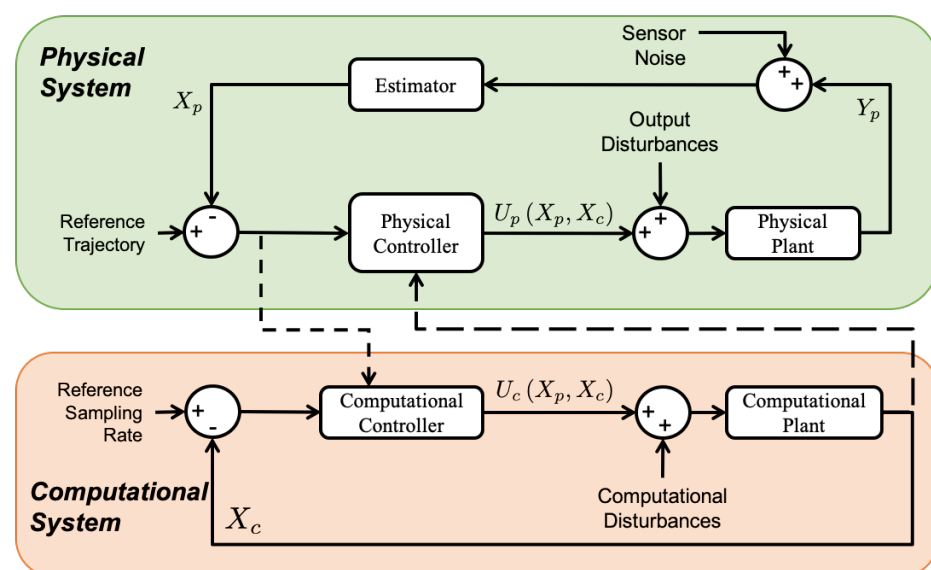 Physical
System
Sensor
Noise
+
+
Estimator
X_p
Y_p
Output
Disturbances
Reference
Trajectory
-
+
Physical
Controller
U_p (X_p, X_c)
+
+
Physical
Plant
Reference
Sampling
Rate
+
-
Computational
Controller
U_c (X_p, X_c)
+
+
Computational
Plant
Computational
System
X_c
Computational
Disturbances